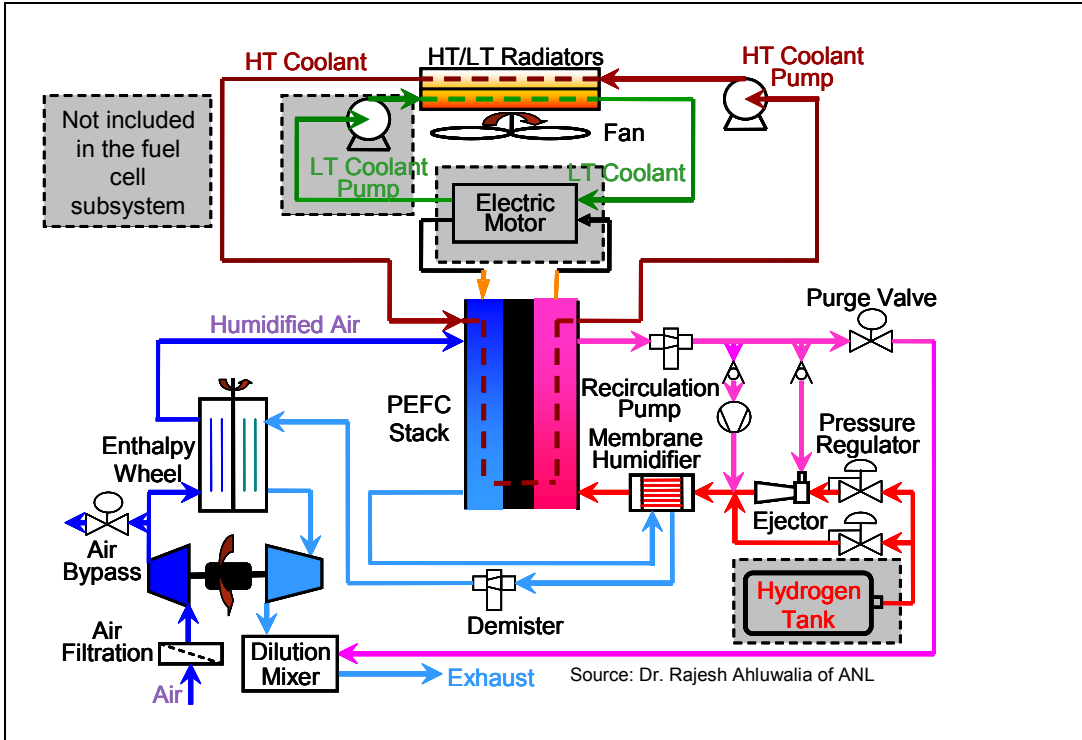 HT/LT Radiators
HT Coolant
HT Coolant
Pump
Not included
in the fuel
cell
subsystem
Fan
LT Coolant
Pump
LT Coolant
Electric
Motor
Purge Valve
Humidified Air
Recirculation
Pump
PEFC
Stack
Pressure
Regulator
Membrane
Humidifier
Enthalpy
Wheel
Ejector
Air
Bypass
Hydrogen
Tank
Demister
Air
Filtration
Dilution
Mixer
Exhaust
Source: Dr. Rajesh Ahluwalia of ANL
Air